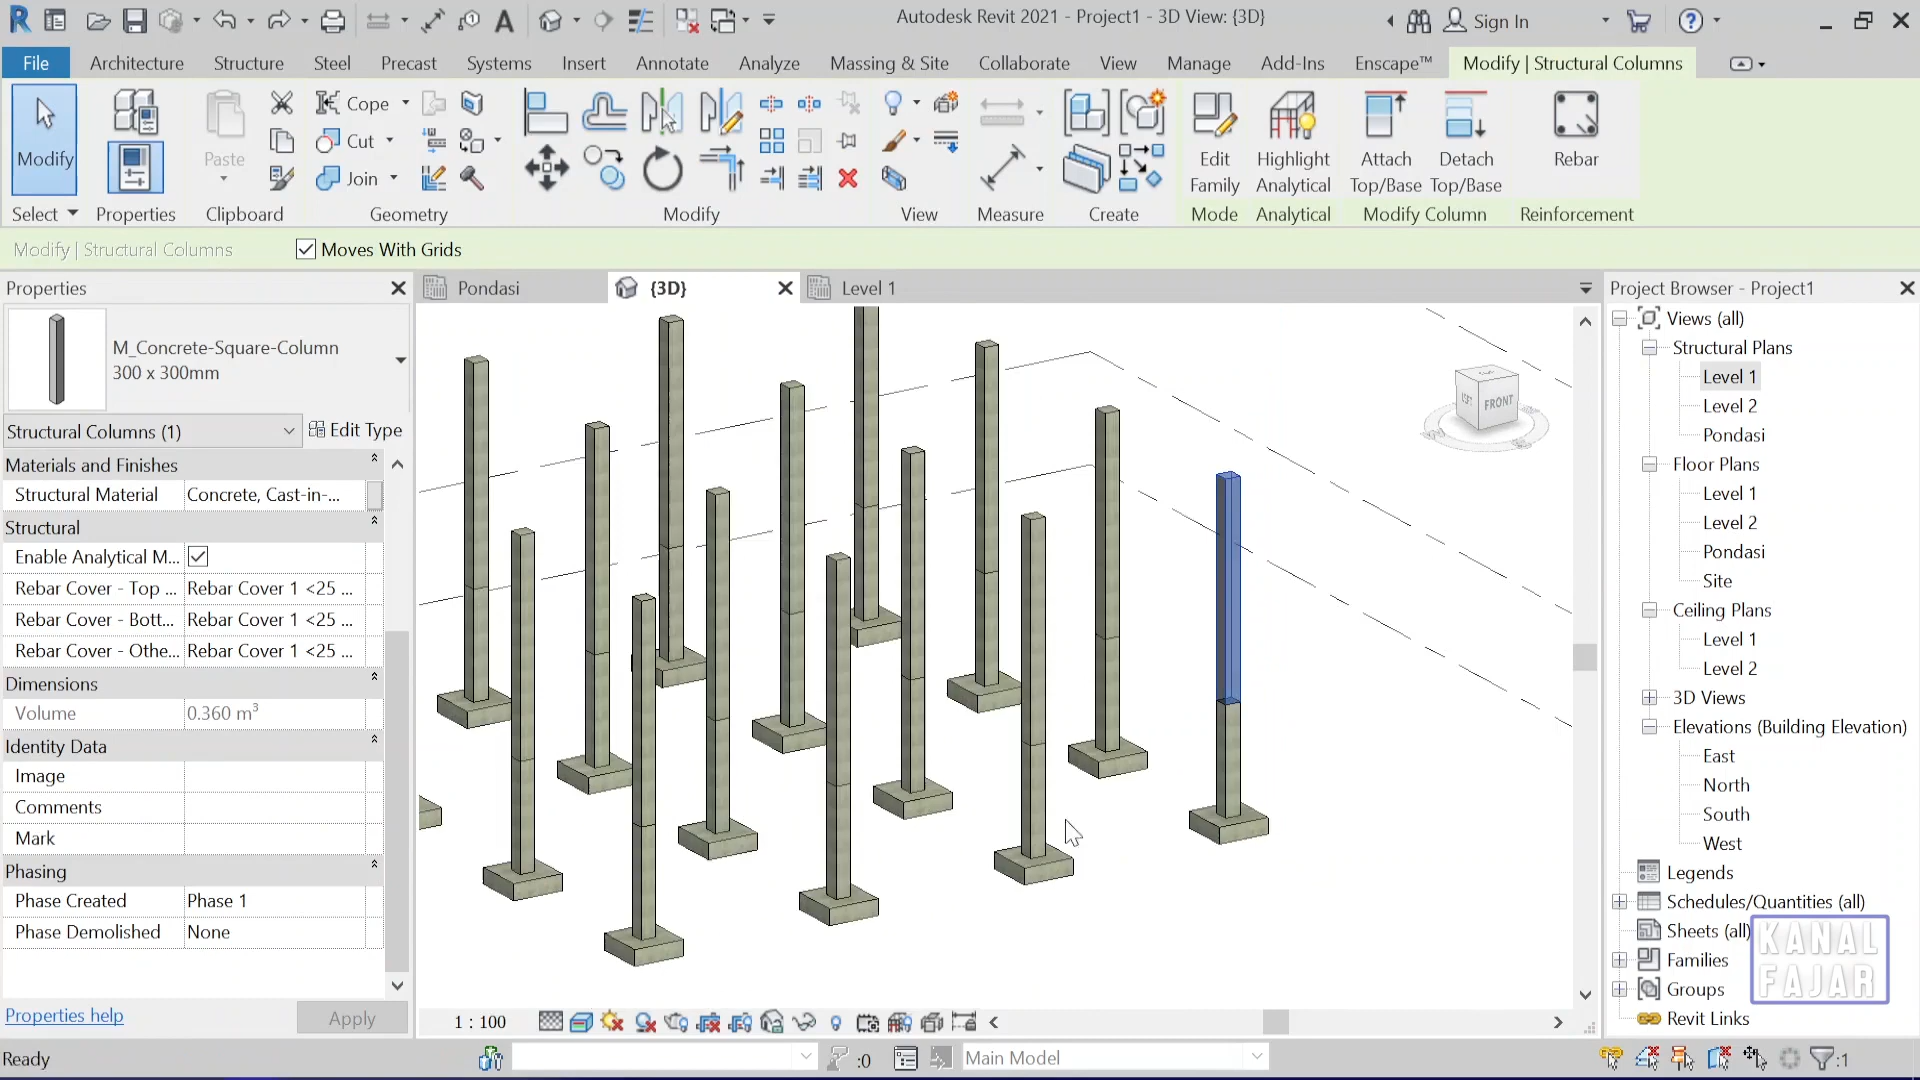 Autodesk Revit 2021 - Project1 - 3D View: {3D}
Sign In
File
Architecture
Structure
Steel
Precast
Systems
Insert
Annotate
Analyze
Massing & Site
Collaborate
View
Manage
Add-Ins
Enscape™
Modify | Structural Columns
Modify
Paste
Cope
Cut
Join
Edit
Family
Highlight
Analytical
Attach
Top/Base
Detach
Top/Base
Rebar
Select
Properties
Clipboard
Geometry
Modify
View
Measure
Create
Mode
Analytical
Modify Column
Reinforcement
Modify | Structural Columns
Moves With Grids
Properties
M_Concrete-Square-Column
300 x 300mm
Structural Columns (1)
Edit Type
Materials and Finishes
Structural Material
Concrete, Cast-in-...
Structural
Enable Analytical M...
Rebar Cover - Top ...
Rebar Cover 1 <25 ...
Rebar Cover - Bott...
Rebar Cover 1 <25 ...
Rebar Cover - Othe...
Rebar Cover 1 <25 ...
Dimensions
Volume
0.360 m³
Identity Data
Image
Comments
Mark
Phasing
Phase Created
Phase 1
Phase Demolished
None
Properties help
Apply
Pondasi
{3D}
Level 1
FRONT
1 : 100
Project Browser - Project1
Views (all)
Structural Plans
Level 1
Level 2
Pondasi
Floor Plans
Level 1
Level 2
Pondasi
Site
Ceiling Plans
Level 1
Level 2
3D Views
Elevations (Building Elevation)
East
North
South
West
Legends
Schedules/Quantities (all)
Sheets (all)
Families
Groups
Revit Links
KANAL
FAJAR
Ready
:0
Main Model
:1